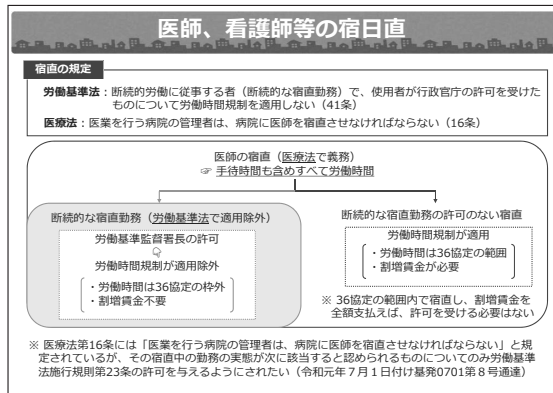 医師、看護師等の宿日直
宿直の規定
労働基準法：断続的労働に従事する者（断続的な宿直勤務）で、使用者が行政官庁の許可を受けた
ものについて労働時間規制を適用しない（41条）
医療法：医業を行う病院の管理者は、病院に医師を宿直させなければならない（16条）
医師の宿直（医療法で義務）
☞ 手待時間も含めすべて労働時間
断続的な宿直勤務（労働基準法で適用除外）
労働基準監督署長の許可
☟
労働時間規制が適用除外
・労働時間は36協定の枠外
・割増賃金不要
断続的な宿直勤務の許可のない宿直
労働時間規制が適用
・労働時間は36協定の範囲
・割増賃金が必要
※ 36協定の範囲内で宿直し、割増賃金を
全額支払えば、許可を受ける必要はない
※ 医療法第16条には「医業を行う病院の管理者は、病院に医師を宿直させなければならない」と規
定されているが、その宿直中の勤務の実態が次に該当すると認められるものについてのみ労働基準
法施行規則第23条の許可を与えるようにされたい（令和元年７月１日付け基発0701第８号通達）